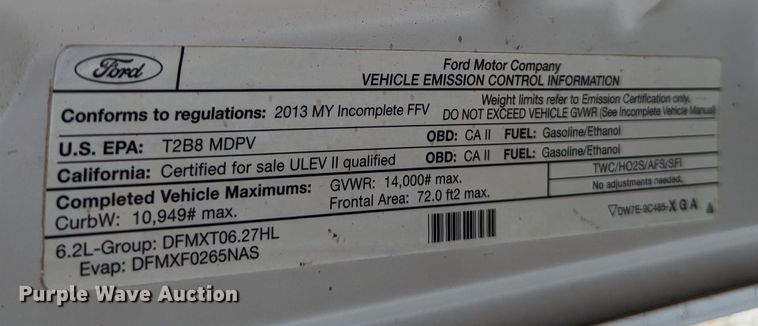 Ford
Ford Motor Company
VEHICLE EMISSION CONTROL INFORMATION
Conforms to regulations: 2013 MY Incomplete FFV
Weight limits refer to Emission Certification only.
DO NOT EXCEED VEHICLE GVWR (See Incomplete Vehicle Manual)
U.S. EPA: T2B8 MDPV OBD: CA II FUEL: Gasoline/Ethanol
California: Certified for sale ULEV II qualified OBD: CA II FUEL: Gasoline/Ethanol
Completed Vehicle Maximums: GVWR: 14,000# max.
CurbW: 10,949# max. Frontal Area: 72.0 ft2 max.
TWC/HO2S/AFS/SFI
No adjustments needed.
6.2L-Group: DFMXT06.27HL
Evap: DFMXF0265NAS
DW7E-9C485-XGA
Purple Wave Auction